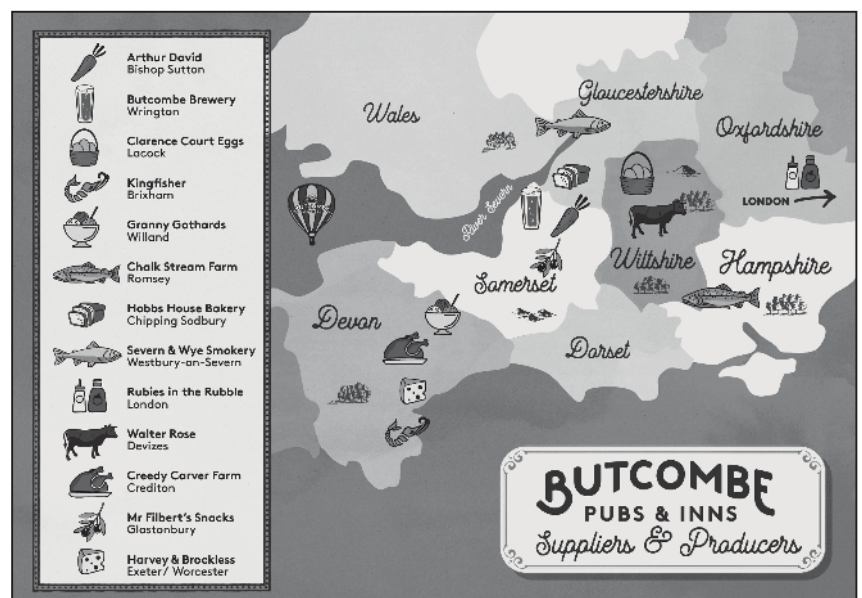 Arthur David
Bishop Sutton
Butcombe Brewery
Wrington
Clarence Court Eggs
Lacock
Kingfisher
Brixham
Granny Gothards
Willand
Chalk Stream Farm
Romsey
Hobbs House Bakery
Chipping Sodbury
Severn & Wye Smokery
Westbury-on-Severn
Rubies in the Rubble
London
Walter Rose
Devizes
Creedy Carver Farm
Crediton
Mr Filbert's Snacks
Glastonbury
Harvey & Brockless
Exeter/ Worcester
Wales
Gloucestershire
Oxfordshire
LONDON
River Severn
Wiltshire
Hampshire
Somerset
Devon
Dorset
BUTCOMBE
PUBS & INNS
Suppliers & Producers